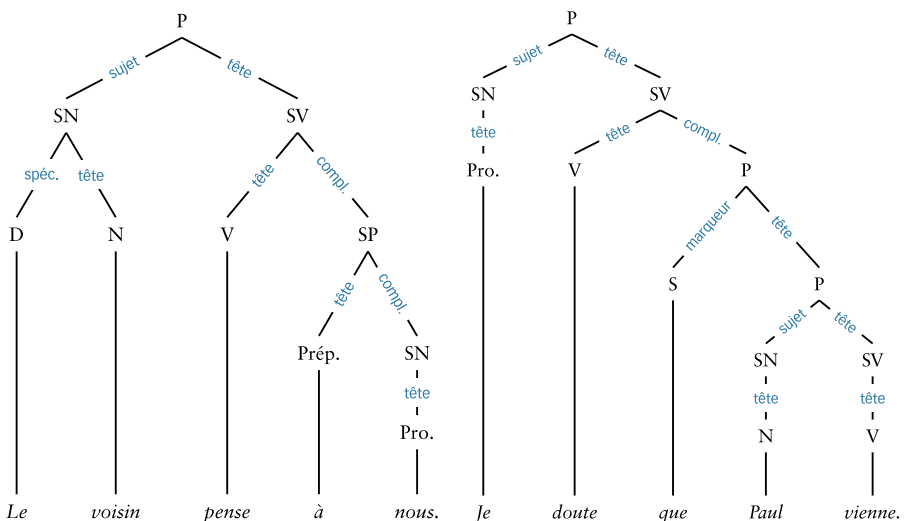 P
sujet tête
SN SV
spéc. tête tête compl.
D N V SP
tête compl.
Prép. SN
tête
Pro.
Le voisin pense à nous.
P
sujet tête
SN SV
tête tête compl.
Pro. V P
marqueur tête
S P
sujet tête
SN SV
tête tête
N V
Je doute que Paul vienne.